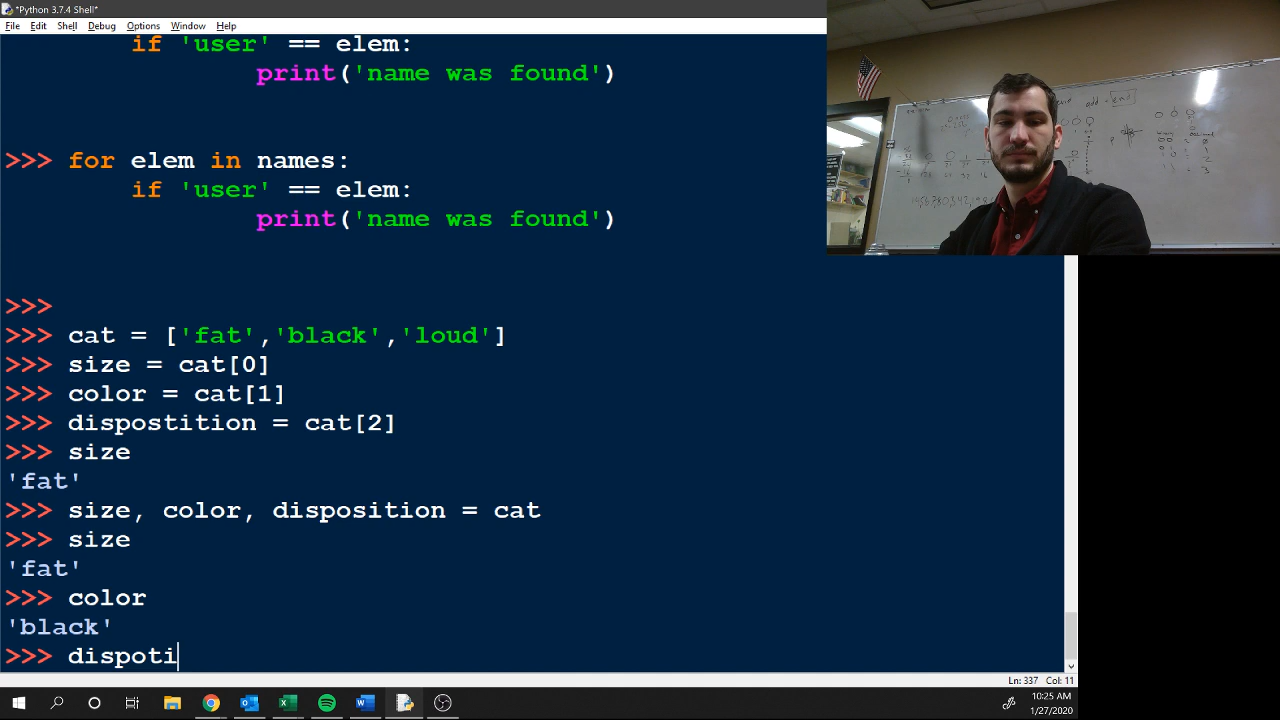 *Python 3.7.4 Shell*
File Edit Shell Debug Options Window Help
if 'user' == elem:
print('name was found')
>>> for elem in names:
if 'user' == elem:
print('name was found')
>>>
>>> cat = ['fat','black','loud']
>>> size = cat[0]
>>> color = cat[1]
>>> dispostition = cat[2]
>>> size
'fat'
>>> size, color, disposition = cat
>>> size
'fat'
>>> color
'black'
>>> dispoti
Ln: 337 Col: 11
10:25 AM
1/27/2020